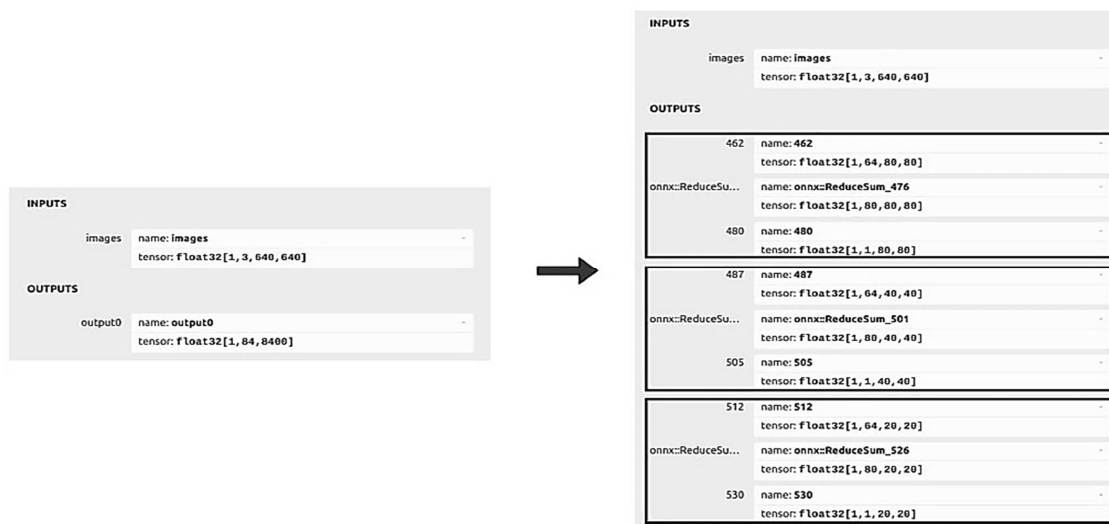 INPUTS
images name: images
tensor: float32[1,3,640,640]
OUTPUTS
output0 name: output0
tensor: float32[1,84,8400]
INPUTS
images name: images
tensor: float32[1,3,640,640]
OUTPUTS
462 name: 462
tensor: float32[1,64,80,80]
onnx::ReduceSu... name: onnx::ReduceSum_476
tensor: float32[1,80,80,80]
480 name: 480
tensor: float32[1,1,80,80]
487 name: 487
tensor: float32[1,64,40,40]
onnx::ReduceSu... name: onnx::ReduceSum_501
tensor: float32[1,80,40,40]
505 name: 505
tensor: float32[1,1,40,40]
512 name: 512
tensor: float32[1,64,20,20]
onnx::ReduceSu... name: onnx::ReduceSum_526
tensor: float32[1,80,20,20]
530 name: 530
tensor: float32[1,1,20,20]